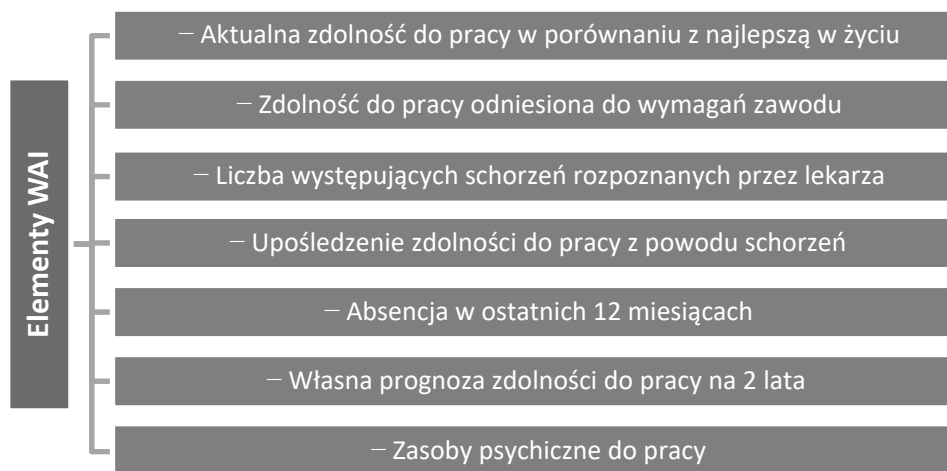 Elementy WAI
– Aktualna zdolność do pracy w porównaniu z najlepszą w życiu
– Zdolność do pracy odniesiona do wymagań zawodu
– Liczba występujących schorzeń rozpoznanych przez lekarza
– Upośledzenie zdolności do pracy z powodu schorzeń
– Absencja w ostatnich 12 miesiącach
– Własna prognoza zdolności do pracy na 2 lata
– Zasoby psychiczne do pracy